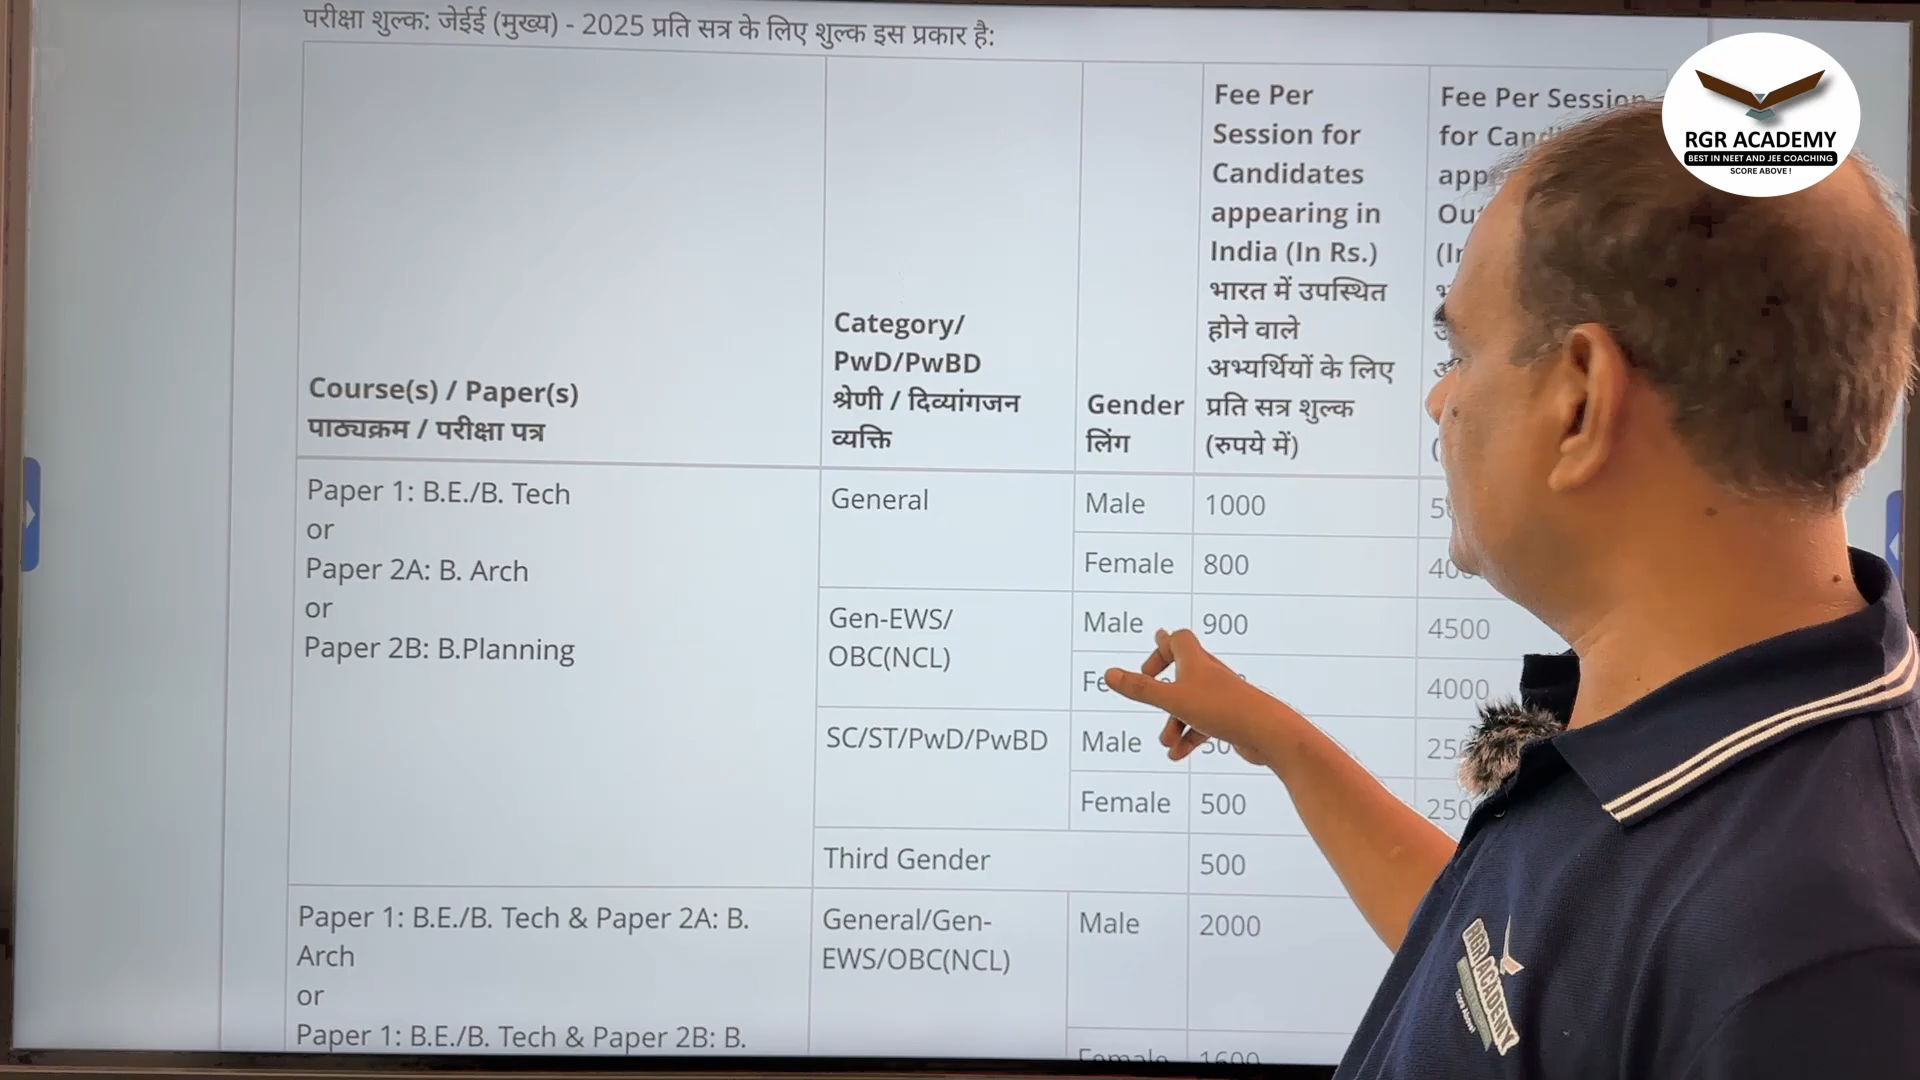 परीक्षा शुल्क: जेईई (मुख्य) - 2025 प्रति सत्र के लिए शुल्क इस प्रकार है:
Course(s) / Paper(s)
पाठ्यक्रम / परीक्षा पत्र
Category/
PwD/PwBD
श्रेणी / दिव्यांगजन
व्यक्ति
Gender
लिंग
Fee Per
Session for
Candidates
appearing in
India (In Rs.)
भारत में उपस्थित
होने वाले
अभ्यर्थियों के लिए
प्रति सत्र शुल्क
(रुपये में)
Fee Per Session
for
Paper 1: B.E./B. Tech
or
Paper 2A: B. Arch
or
Paper 2B: B.Planning
General
Male
1000
Female
800
Gen-EWS/
OBC(NCL)
Male
900
4500
4000
SC/ST/PwD/PwBD
Male
Female
500
Third Gender
500
Paper 1: B.E./B. Tech & Paper 2A: B.
Arch
or
Paper 1: B.E./B. Tech & Paper 2B: B.
General/Gen-
EWS/OBC(NCL)
Male
2000
Female
1600
RGR ACADEMY
BEST IN NEET AND JEE COACHING
SCORE ABOVE !
RGR ACADEMY